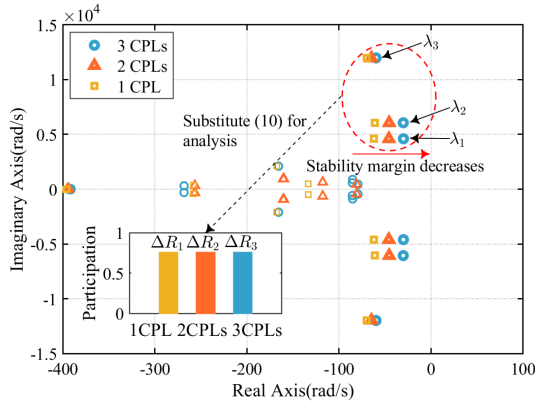 ×10⁴
1.5
1
0.5
0
-0.5
-1
-1.5
Imaginary Axis(rad/s)
3 CPLs
2 CPLs
1 CPL
λ₃
λ₂
λ₁
Substitute (10) for
analysis
Stability margin decreases
Participation
1
0.5
0
ΔR₁ ΔR₂ ΔR₃
1CPL 2CPLs 3CPLs
-400 -300 -200 -100 0 100
Real Axis(rad/s)